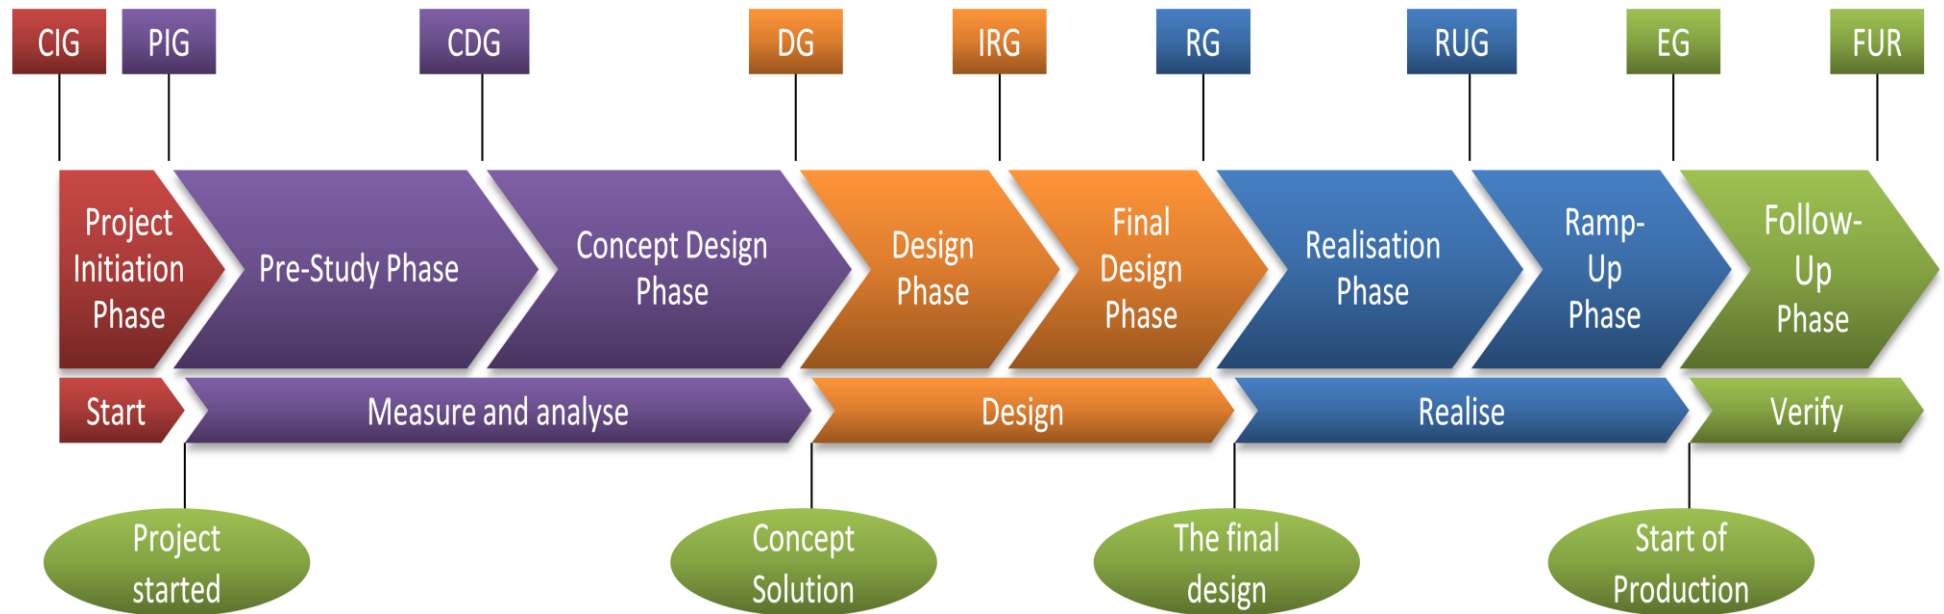 CIG
PIG
CDG
DG
IRG
RG
RUG
EG
FUR
Project
Initiation
Phase
Pre-Study Phase
Concept Design
Phase
Design
Phase
Final
Design
Phase
Realisation
Phase
Ramp-
Up
Phase
Follow-
Up
Phase
Start
Measure and analyse
Design
Realise
Verify
Project
started
Concept
Solution
The final
design
Start of
Production